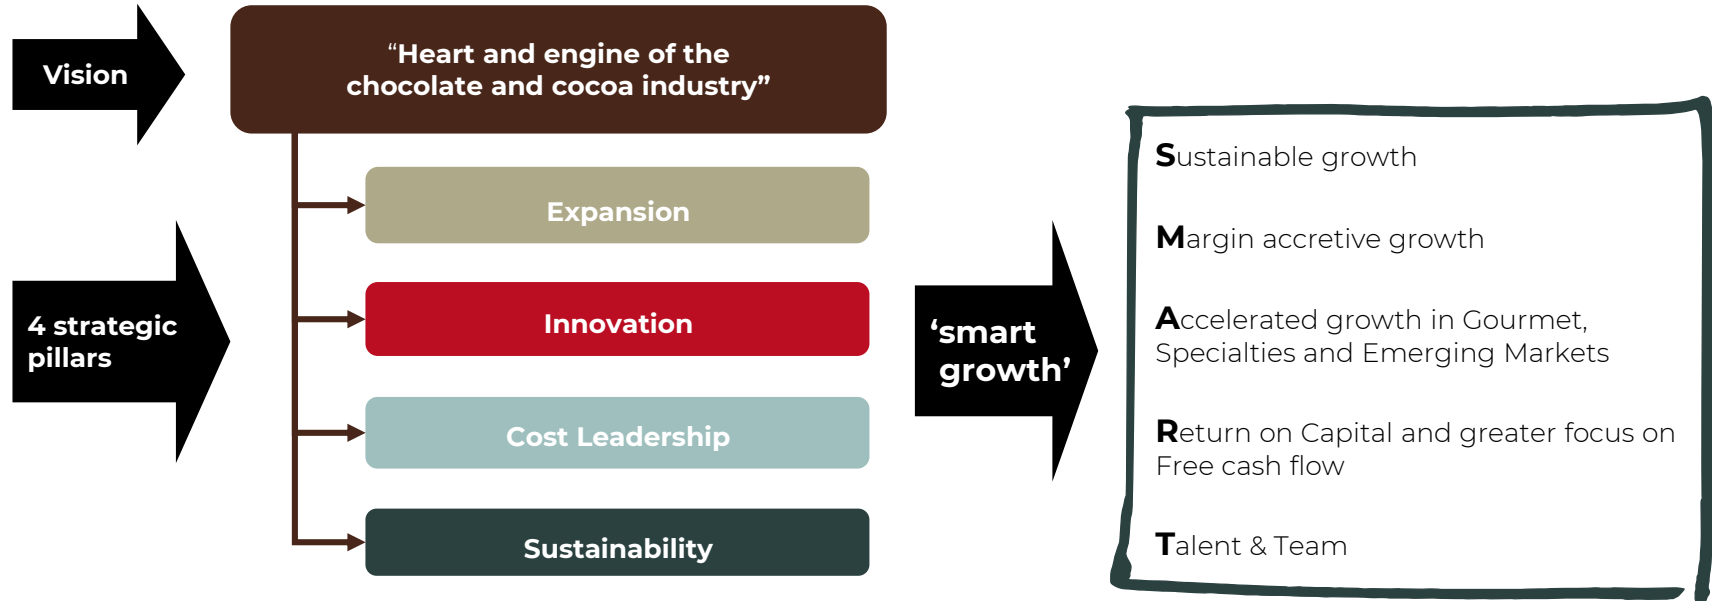 Vision
“Heart and engine of the
chocolate and cocoa industry”
4 strategic
pillars
Expansion
Innovation
Cost Leadership
Sustainability
‘smart
growth’
Sustainable growth
Margin accretive growth
Accelerated growth in Gourmet,
Specialties and Emerging Markets
Return on Capital and greater focus on
Free cash flow
Talent & Team